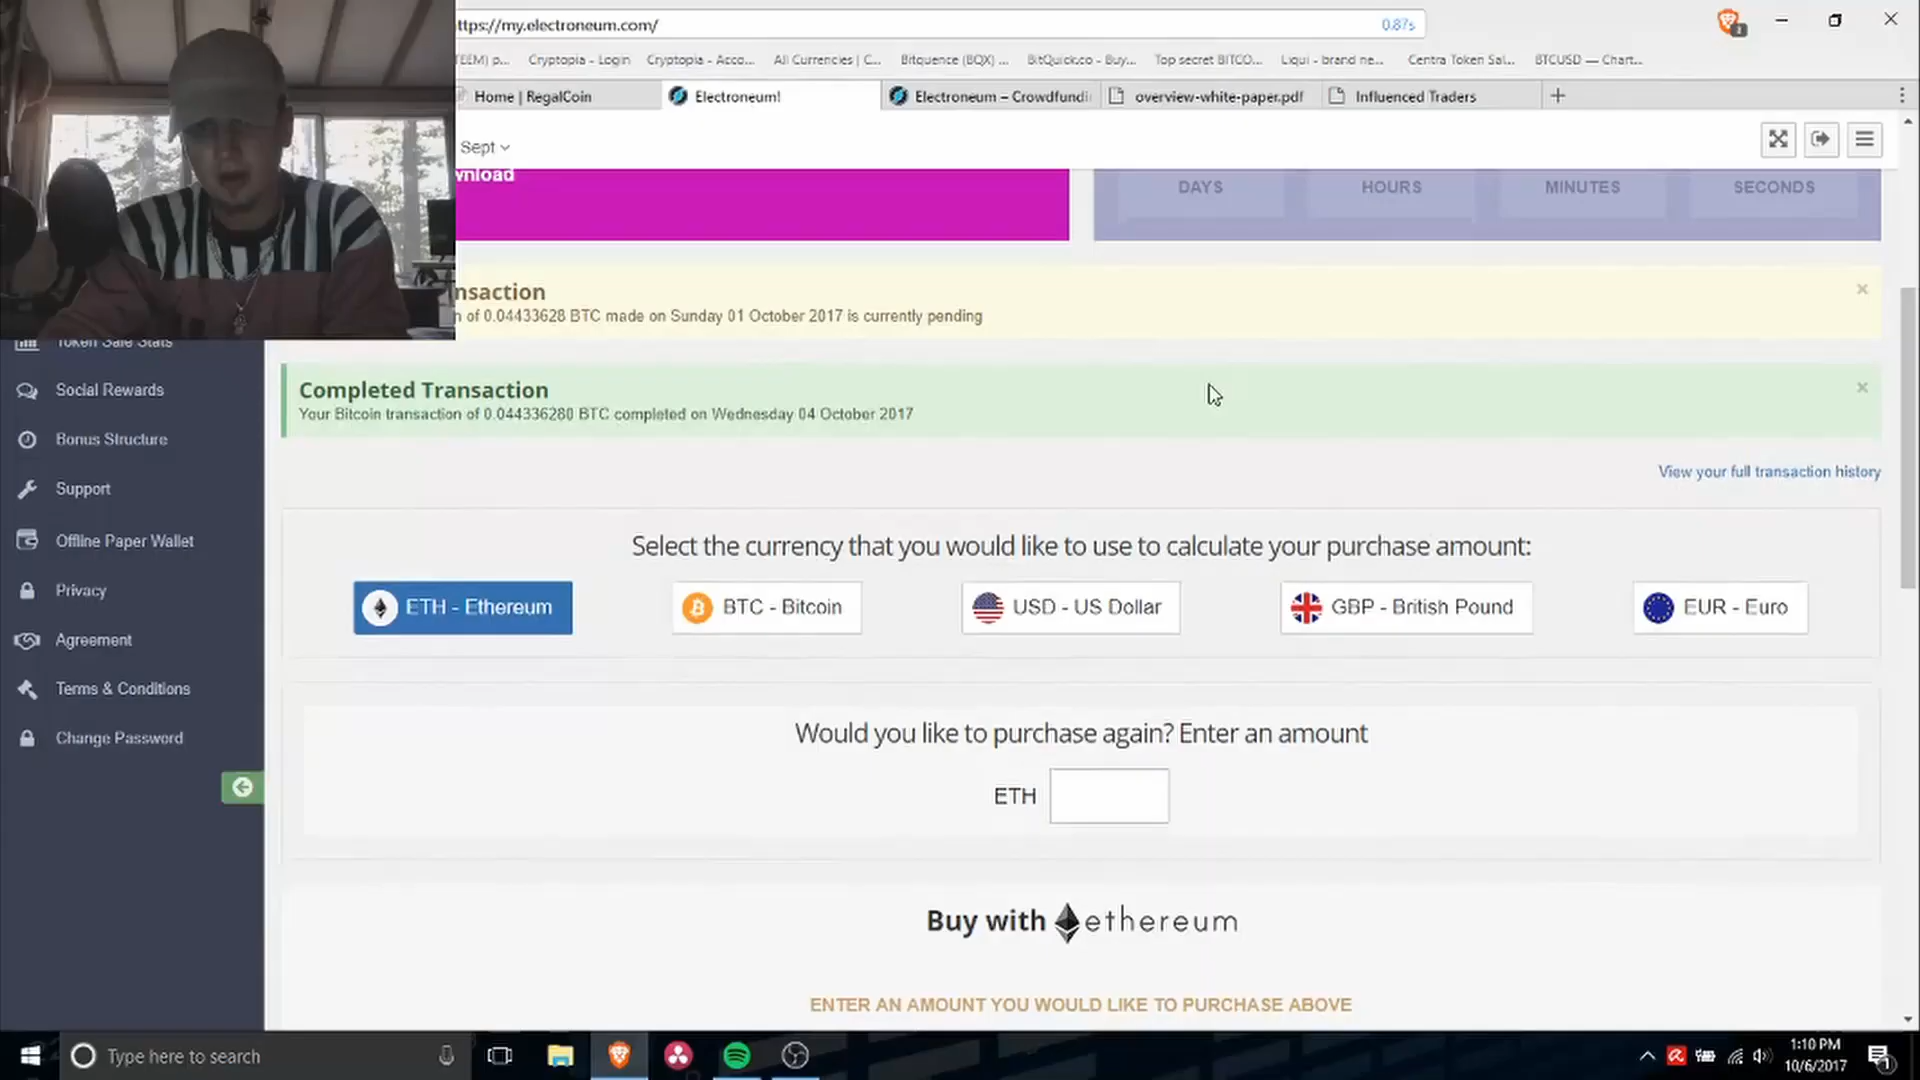 ttps://my.electroneum.com/
0.87s
TEEM) p...
Cryptopia - Login
Cryptopia - Acco...
All Currencies | C...
Bitquence (BQX) ...
BitQuick.co - Buy...
Top secret BITCO...
Liqui - brand ne...
Centra Token Sal...
BTCUSD — Chart...
Home | RegalCoin
Electroneum!
Electroneum – Crowdfundi
overview-white-paper.pdf
Influenced Traders
Sept
wnload
DAYS
HOURS
MINUTES
SECONDS
nsaction
n of 0.04433628 BTC made on Sunday 01 October 2017 is currently pending
Token Sale Stats
Social Rewards
Bonus Structure
Support
Offline Paper Wallet
Privacy
Agreement
Terms & Conditions
Change Password
Completed Transaction
Your Bitcoin transaction of 0.044336280 BTC completed on Wednesday 04 October 2017
View your full transaction history
Select the currency that you would like to use to calculate your purchase amount:
ETH - Ethereum
BTC - Bitcoin
USD - US Dollar
GBP - British Pound
EUR - Euro
Would you like to purchase again? Enter an amount
ETH
Buy with ethereum
ENTER AN AMOUNT YOU WOULD LIKE TO PURCHASE ABOVE
Type here to search
1:10 PM
10/6/2017